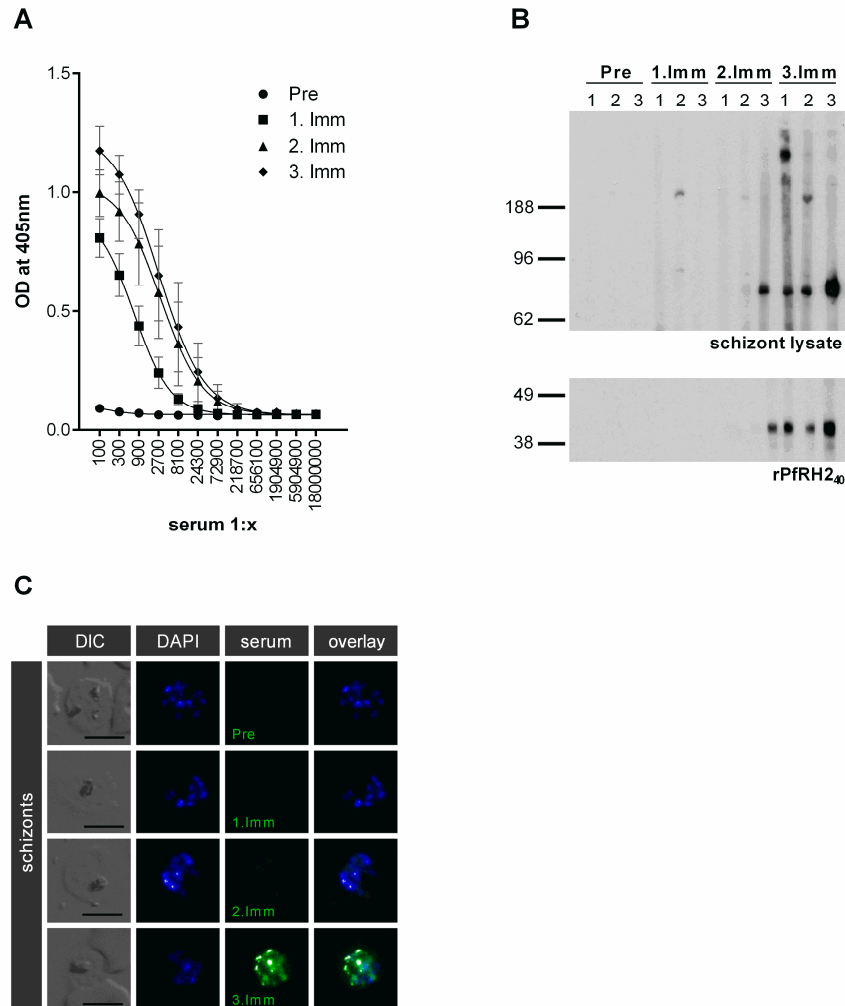 A
1.5
1.0
0.5
0.0
OD at 405nm
Pre
1. Imm
2. Imm
3. Imm
100
300
900
2700
8100
24300
72900
218700
656100
1904900
5904900
18000000
serum 1:x
B
Pre 1.Imm 2.Imm 3.Imm
1 2 3 1 2 3 1 2 3 1 2 3
188
96
62
schizont lysate
49
38
rPfRH2₄₀
C
DIC DAPI serum overlay
schizonts
Pre
1.Imm
2.Imm
3.Imm